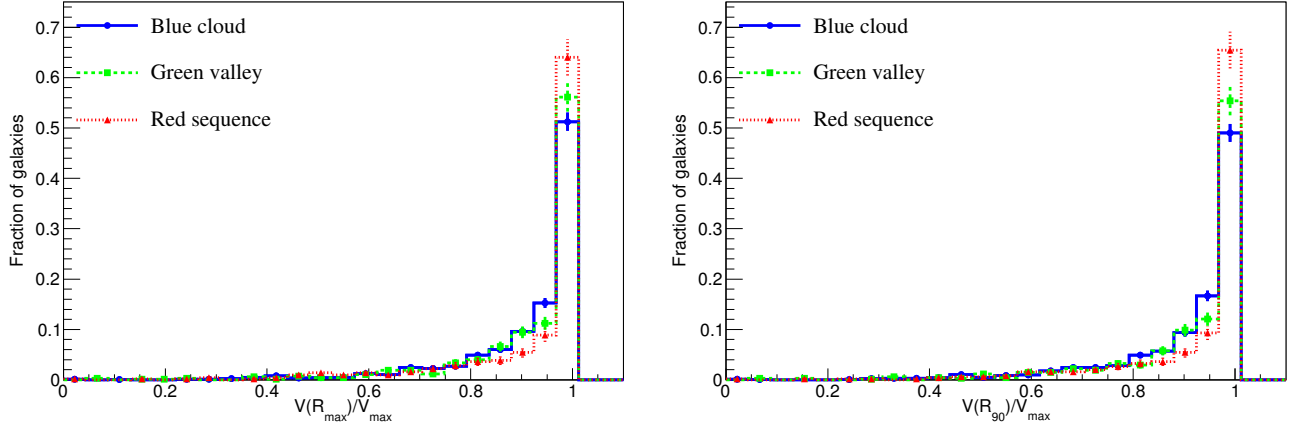 Fraction of galaxies
0.7
0.6
0.5
0.4
0.3
0.2
0.1
0
Blue cloud
Green valley
Red sequence
0 0.2 0.4 0.6 0.8 1
V(R_max)/V_max
Fraction of galaxies
0.7
0.6
0.5
0.4
0.3
0.2
0.1
0
Blue cloud
Green valley
Red sequence
0 0.2 0.4 0.6 0.8 1
V(R_90)/V_max